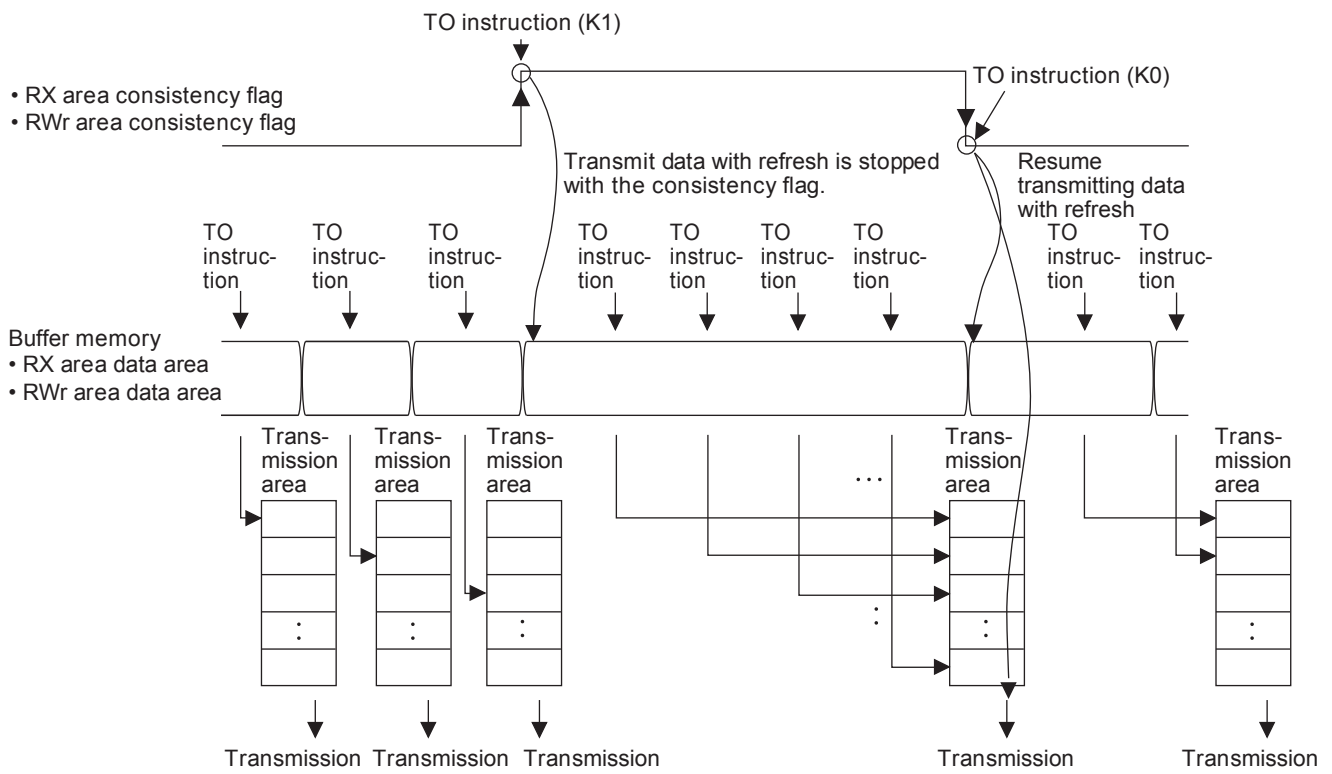 TO instruction (K1)
TO instruction (K0)
• RX area consistency flag
• RWr area consistency flag
Transmit data with refresh is stopped
with the consistency flag.
Resume
transmitting data
with refresh
TO
instruc-
tion
TO
instruc-
tion
TO
instruc-
tion
TO
instruc-
tion
TO
instruc-
tion
TO
instruc-
tion
TO
instruc-
tion
TO
instruc-
tion
TO
instruc-
tion
Buffer memory
• RX area data area
• RWr area data area
Trans-
mission
area
Trans-
mission
area
Trans-
mission
area
Trans-
mission
area
Trans-
mission
area
Transmission
Transmission
Transmission
Transmission
Transmission